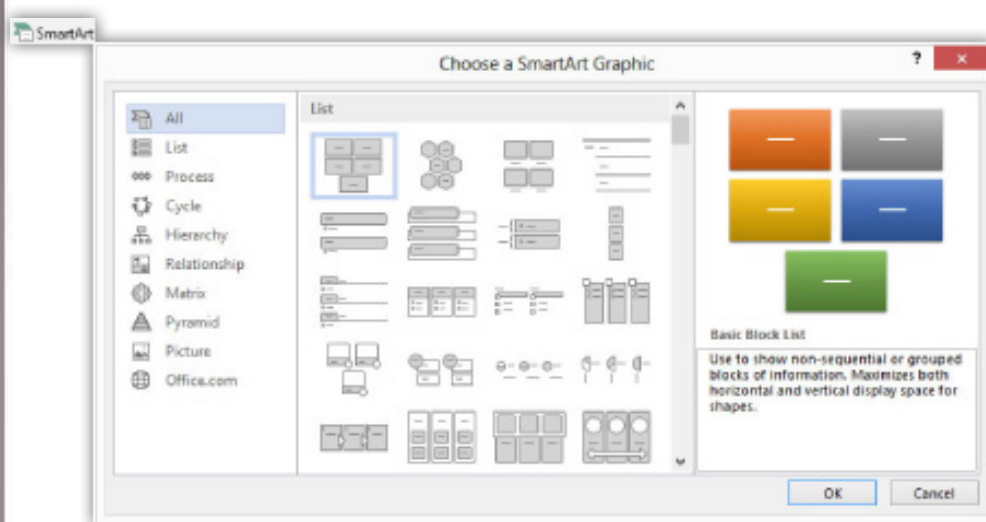 SmartArt
Choose a SmartArt Graphic
?
All
List
Process
Cycle
Hierarchy
Relationship
Matrix
Pyramid
Picture
Office.com
List
Basic Block List
Use to show non-sequential or grouped
blocks of information. Maximizes both
horizontal and vertical display space for
shapes.
OK
Cancel